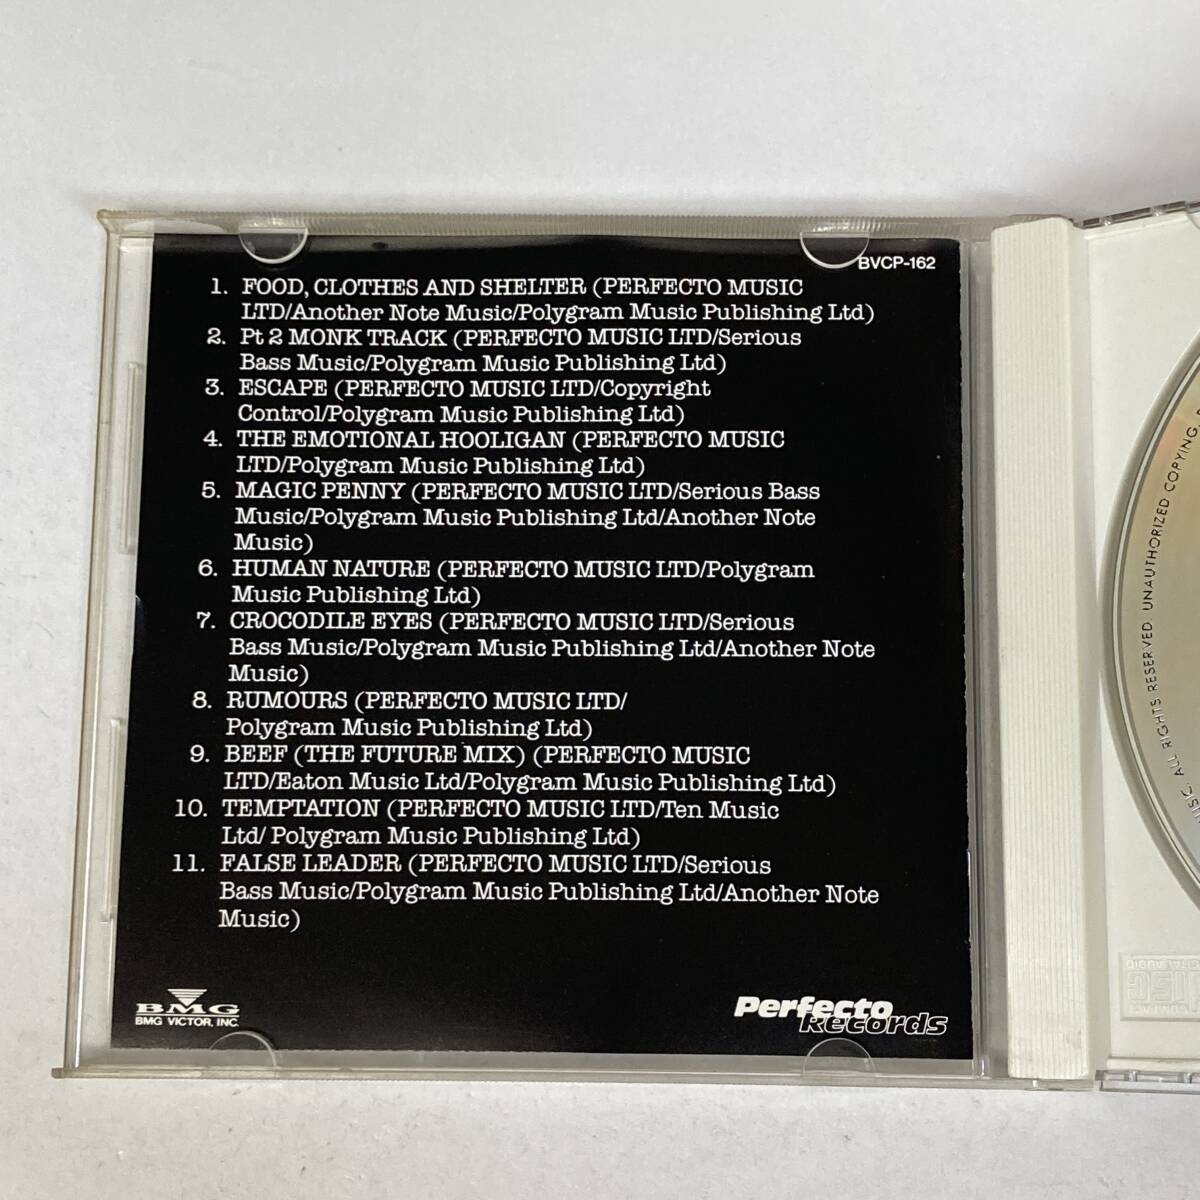 BVCP-162
1. FOOD, CLOTHES AND SHELTER (PERFECTO MUSIC
LTD/Another Note Music/Polygram Music Publishing Ltd)
2. Pt 2 MONK TRACK (PERFECTO MUSIC LTD/Serious
Bass Music/Polygram Music Publishing Ltd)
3. ESCAPE (PERFECTO MUSIC LTD/Copyright
Control/Polygram Music Publishing Ltd)
4. THE EMOTIONAL HOOLIGAN (PERFECTO MUSIC
LTD/Polygram Music Publishing Ltd)
5. MAGIC PENNY (PERFECTO MUSIC LTD/Serious Bass
Music/Polygram Music Publishing Ltd/Another Note
Music)
6. HUMAN NATURE (PERFECTO MUSIC LTD/Polygram
Music Publishing Ltd)
7. CROCODILE EYES (PERFECTO MUSIC LTD/Serious
Bass Music/Polygram Music Publishing Ltd/Another Note
Music)
8. RUMOURS (PERFECTO MUSIC LTD/
Polygram Music Publishing Ltd)
9. BEEF (THE FUTURE MIX) (PERFECTO MUSIC
LTD/Eaton Music Ltd/Polygram Music Publishing Ltd)
10. TEMPTATION (PERFECTO MUSIC LTD/Ten Music
Ltd/ Polygram Music Publishing Ltd)
11. FALSE LEADER (PERFECTO MUSIC LTD/Serious
Bass Music/Polygram Music Publishing Ltd/Another Note
Music)
BMG
BMG VICTOR, INC.
Perfecto
Records
ALL RIGHTS RESERVED. UNAUTHORIZED COPYING,